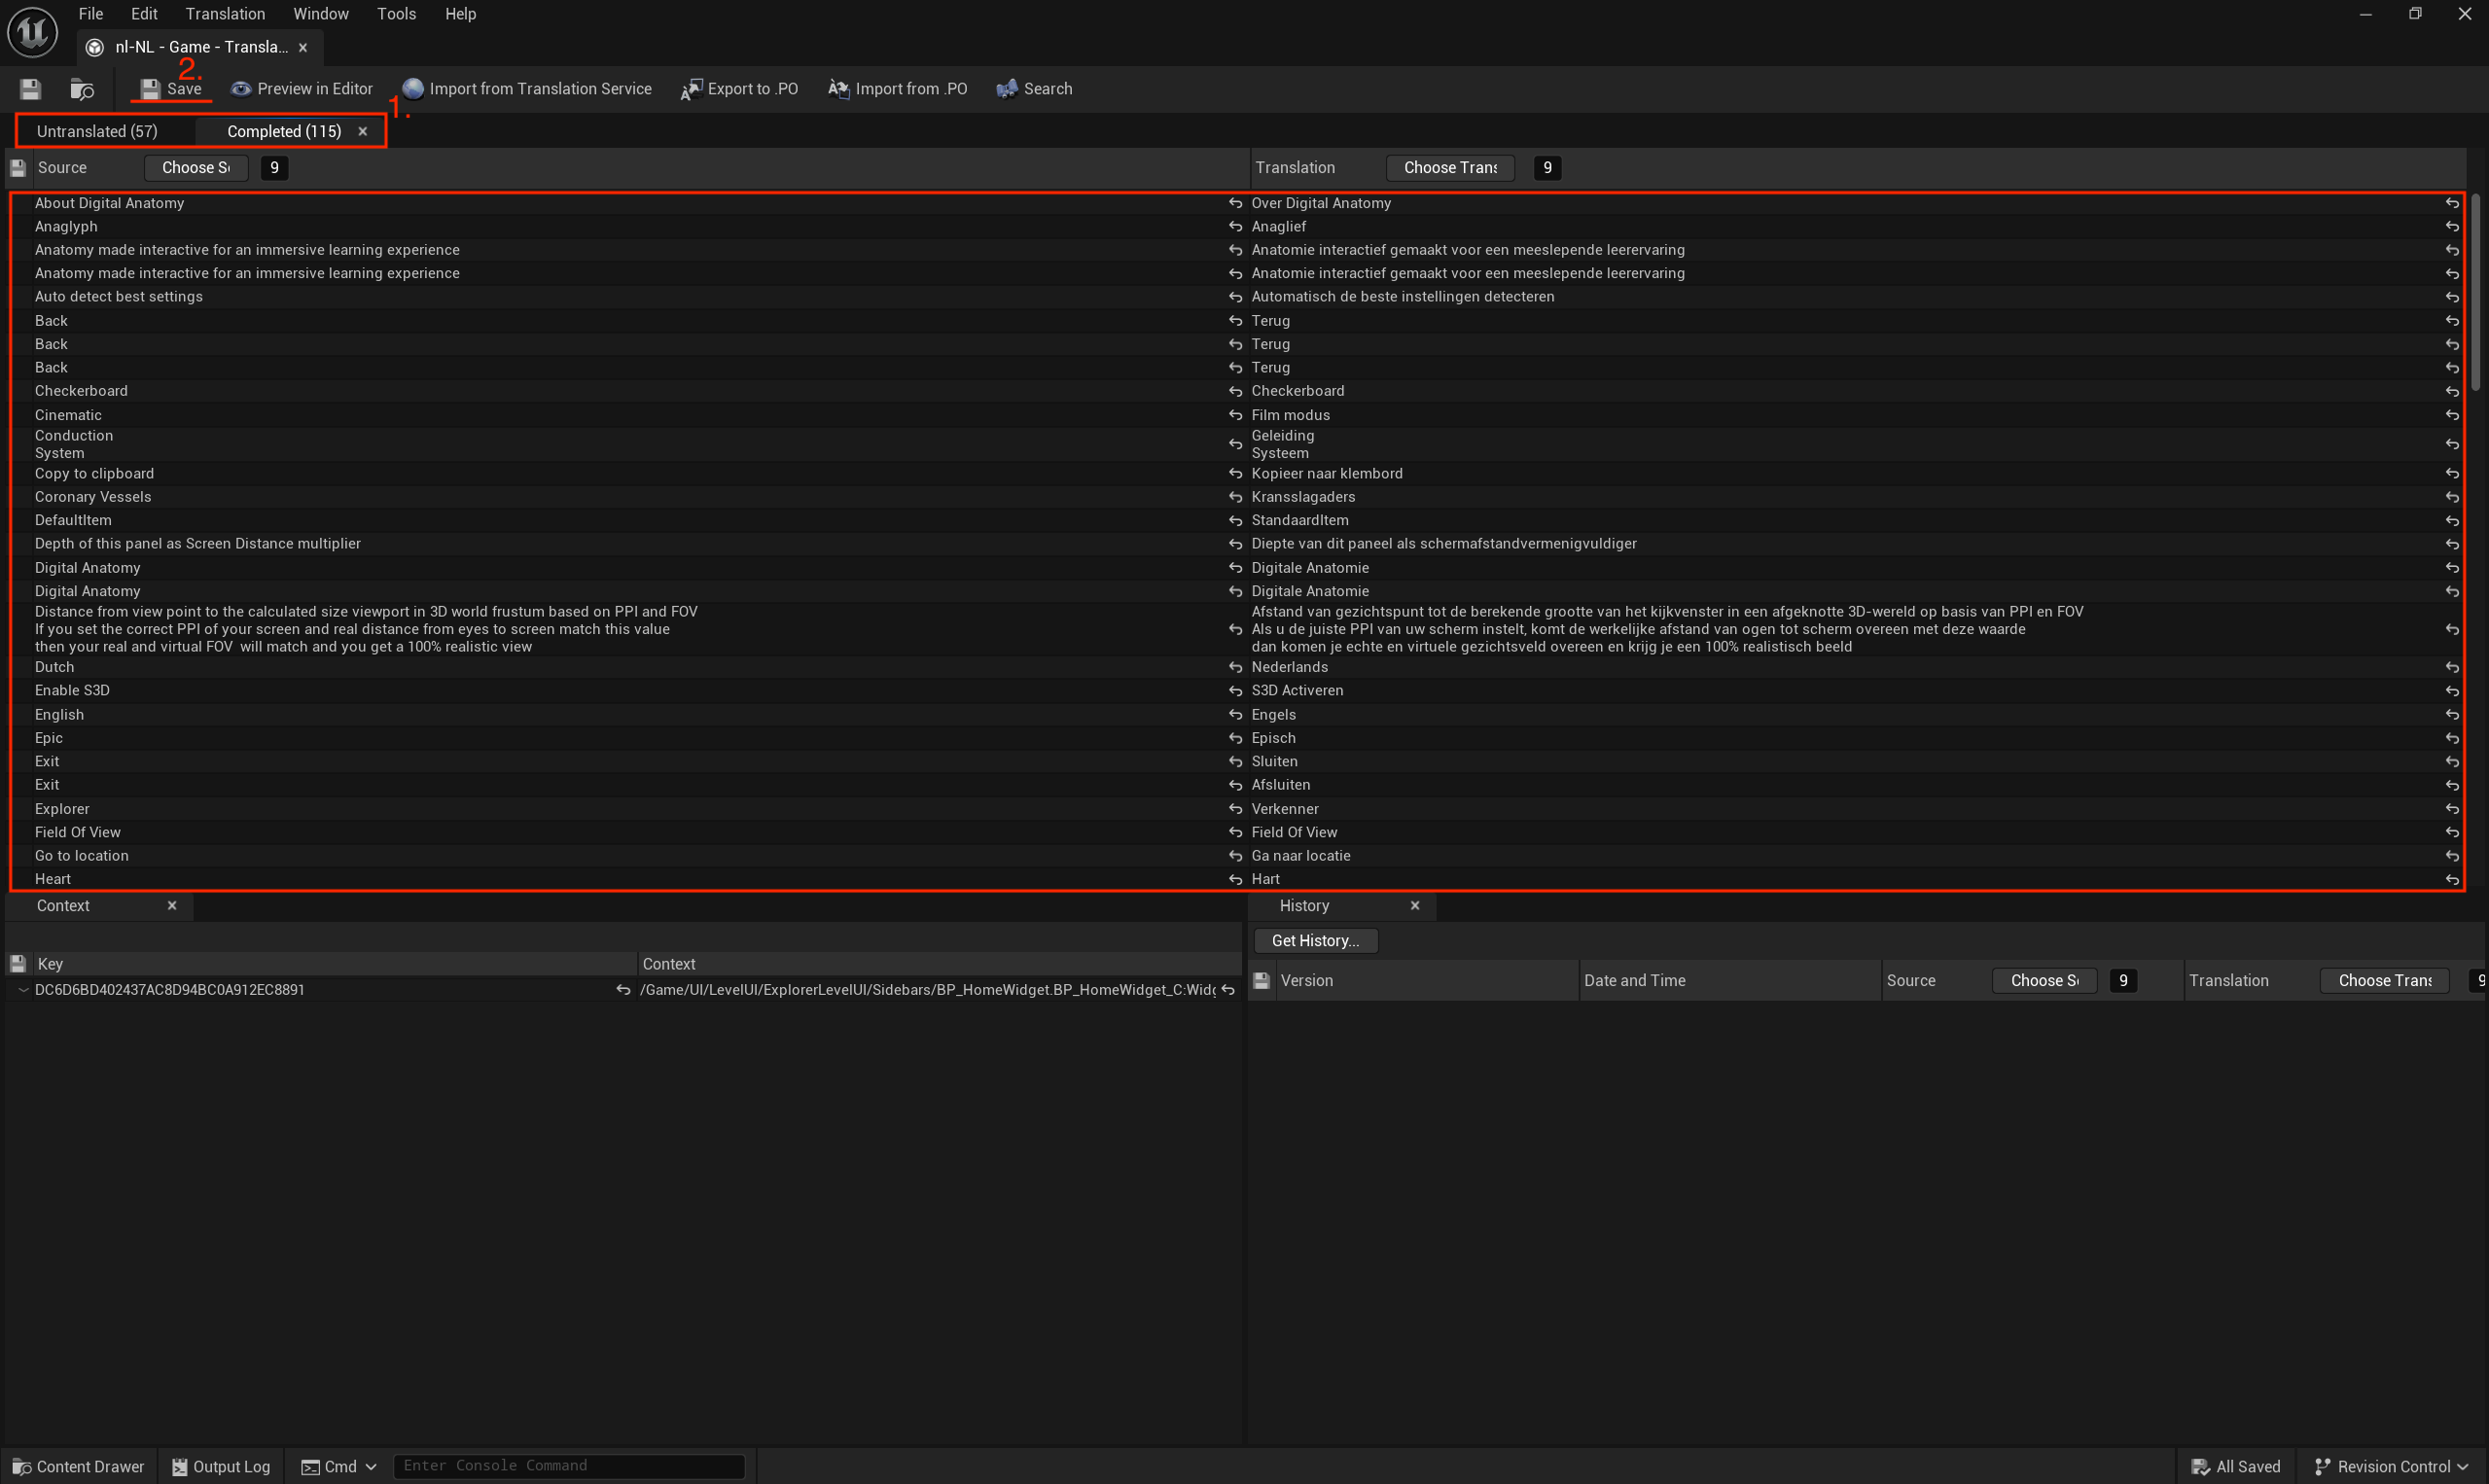 File Edit Translation Window Tools Help
nl-NL - Game - Transla...
2.
Save Preview in Editor Import from Translation Service Export to .PO Import from .PO Search
1.
Untranslated (57) Completed (115)
Source 9 Translation 9
About Digital Anatomy Over Digital Anatomy
Anaglyph Anaglief
Anatomy made interactive for an immersive learning experience Anatomie interactief gemaakt voor een meeslepende leerervaring
Anatomy made interactive for an immersive learning experience Anatomie interactief gemaakt voor een meeslepende leerervaring
Auto detect best settings Automatisch de beste instellingen detecteren
Back Terug
Back Terug
Back Terug
Checkerboard Checkerboard
Cinematic Film modus
Conduction Geleiding
System Systeem
Copy to clipboard Kopieer naar klembord
Coronary Vessels Kransslagaders
DefaultItem StandaardItem
Depth of this panel as Screen Distance multiplier Diepte van dit paneel als schermafstandvermenigvuldiger
Digital Anatomy Digitale Anatomie
Digital Anatomy Digitale Anatomie
Distance from view point to the calculated size viewport in 3D world frustum based on PPI and FOV Afstand van gezichtspunt tot de berekende grootte van het kijkvenster in een afgeknotte 3D-wereld op basis van PPI en FOV
If you set the correct PPI of your screen and real distance from eyes to screen match this value Als u de juiste PPI van uw scherm instelt, komt de werkelijke afstand van ogen tot scherm overeen met deze waarde
then your real and virtual FOV will match and you get a 100% realistic view dan komen je echte en virtuele gezichtsveld overeen en krijg je een 100% realistisch beeld
Dutch Nederlands
Enable S3D S3D Activeren
English Engels
Epic Episch
Exit Sluiten
Exit Afsluiten
Explorer Verkenner
Field Of View Field Of View
Go to location Ga naar locatie
Heart Hart
Context History
Get History...
Key Context
Version Date and Time Source Choose 9 Translation Choose
DC6D6BD402437AC8D94BC0A912EC8891 /Game/UI/LevelUI/ExplorerLevelUI/Sidebars/BP_HomeWidget.BP_HomeWidget_C:Widg
Content Drawer Output Log Cmd Enter Console Command All Saved Revision Control